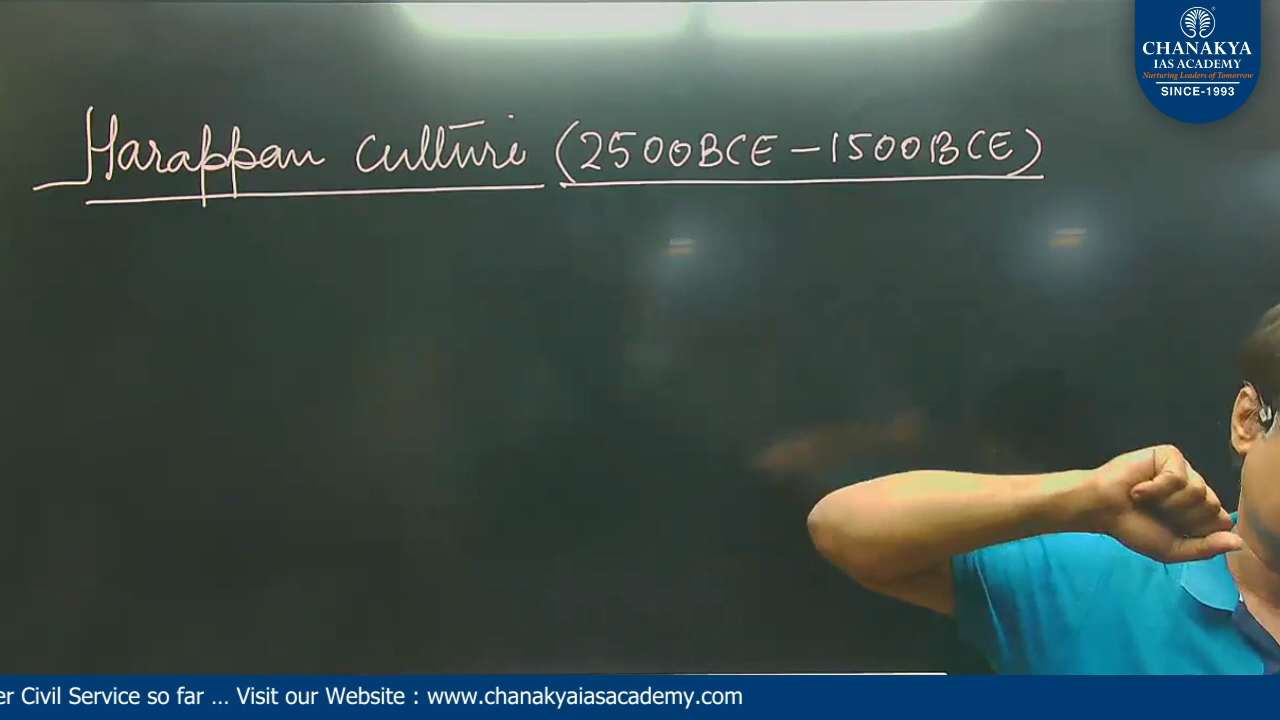 CHANAKYA
IAS ACADEMY
Nurturing Leaders of Tomorrow
SINCE-1993
Harappan culture (2500BCE - 1500BCE)
er Civil Service so far ... Visit our Website : www.chanakyaiasacademy.com